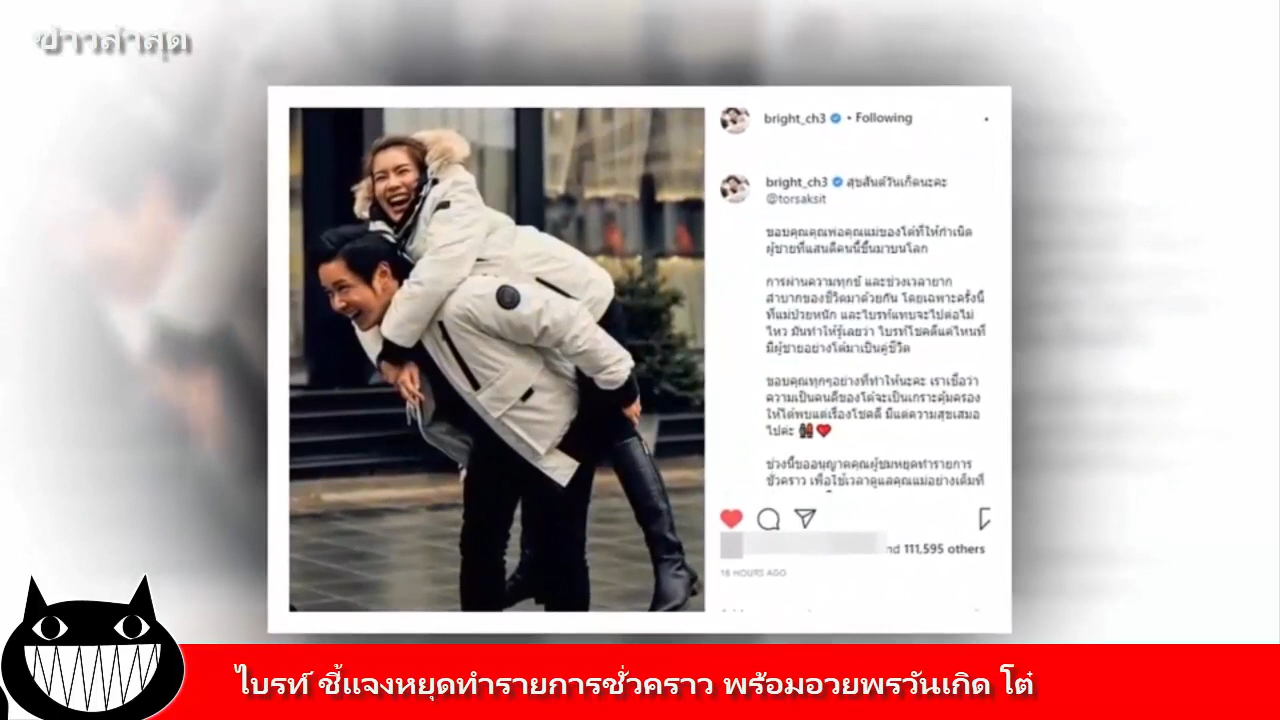 ข่าวล่าสุด
bright_ch3 • Following
bright_ch3 สุขสันต์วันเกิดนะคะ
@torsaksit
ขอบคุณคุณพ่อคุณแม่ของโต๋ที่ให้กำเนิด
ผู้ชายที่แสนดีคนนี้ขึ้นมาบนโลก
การผ่านความทุกข์ และช่วงเวลายาก
ลำบากของชีวิตมาด้วยกัน โดยเฉพาะครั้งนี้
ที่แม่ป่วยหนัก และไบรท์แทบจะไปต่อไม่
ไหว มันทำให้รู้เลยว่า ไบรท์โชคดีแค่ไหนที่
มีผู้ชายอย่างโต๋มาเป็นคู่ชีวิต
ขอบคุณทุกๆอย่างที่ทำให้นะคะ เราเชื่อว่า
ความเป็นคนดีของโต๋จะเป็นเกราะคุ้มครอง
ให้โต๋พบแต่เรื่องโชคดี มีแต่ความสุขเสมอ
ไปค่ะ
ช่วงนี้ขออนุญาตคุณผู้ชมหยุดทำรายการ
ชั่วคราว เพื่อใช้เวลาดูแลคุณแม่อย่างเต็มที่
nd 111,595 others
16 HOURS AGO
ไบรท์ ชี้แจงหยุดทำรายการชั่วคราว พร้อมอวยพรวันเกิด โต๋